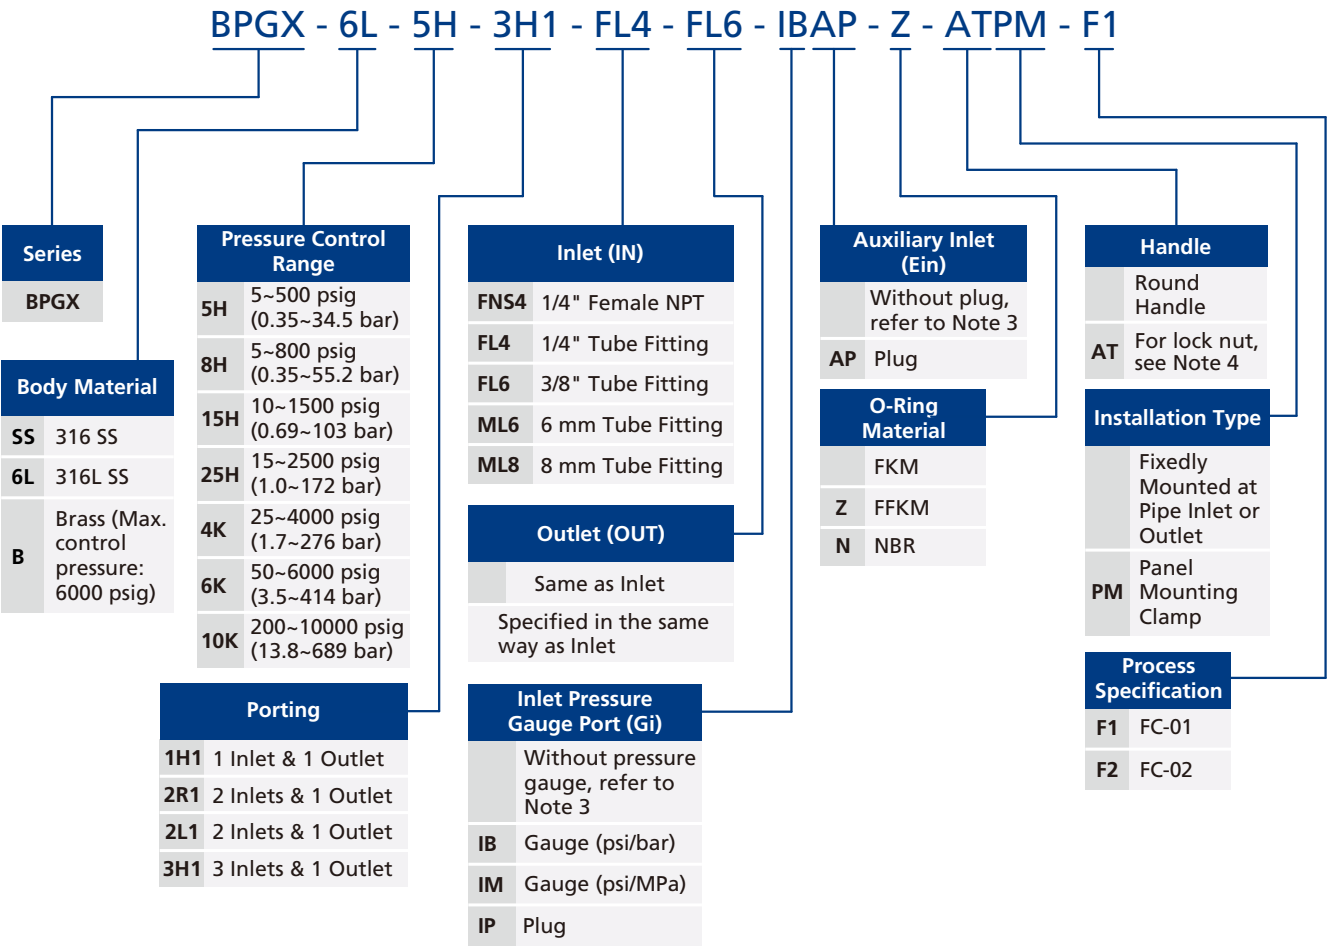 BPGX - 6L - 5H - 3H1 - FL4 - FL6 - IBAP - Z - ATPM - F1
Series
BPGX
Body Material
SS 316 SS
6L 316L SS
B Brass (Max.
control
pressure:
6000 psig)
Pressure Control
Range
5H 5~500 psig
(0.35~34.5 bar)
8H 5~800 psig
(0.35~55.2 bar)
15H 10~1500 psig
(0.69~103 bar)
25H 15~2500 psig
(1.0~172 bar)
4K 25~4000 psig
(1.7~276 bar)
6K 50~6000 psig
(3.5~414 bar)
10K 200~10000 psig
(13.8~689 bar)
Porting
1H1 1 Inlet & 1 Outlet
2R1 2 Inlets & 1 Outlet
2L1 2 Inlets & 1 Outlet
3H1 3 Inlets & 1 Outlet
Inlet (IN)
FNS4 1/4" Female NPT
FL4 1/4" Tube Fitting
FL6 3/8" Tube Fitting
ML6 6 mm Tube Fitting
ML8 8 mm Tube Fitting
Outlet (OUT)
Same as Inlet
Specified in the same
way as Inlet
Inlet Pressure
Gauge Port (Gi)
Without pressure
gauge, refer to
Note 3
IB Gauge (psi/bar)
IM Gauge (psi/MPa)
IP Plug
Auxiliary Inlet
(Ein)
Without plug,
refer to Note 3
AP Plug
O-Ring
Material
FKM
Z FFKM
N NBR
Handle
Round
Handle
AT For lock nut,
see Note 4
Installation Type
Fixedly
Mounted at
Pipe Inlet or
Outlet
PM Panel
Mounting
Clamp
Process
Specification
F1 FC-01
F2 FC-02